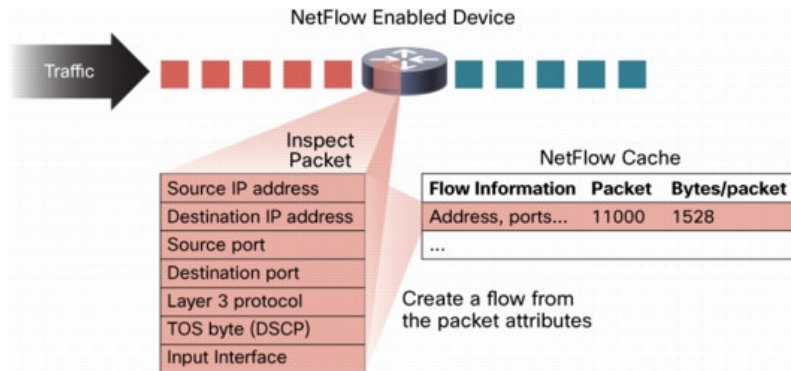 NetFlow Enabled Device
Traffic
Inspect
Packet
Source IP address
Destination IP address
Source port
Destination port
Layer 3 protocol
TOS byte (DSCP)
Input Interface
NetFlow Cache
Flow Information Packet Bytes/packet
Address, ports... 11000 1528
...
Create a flow from
the packet attributes